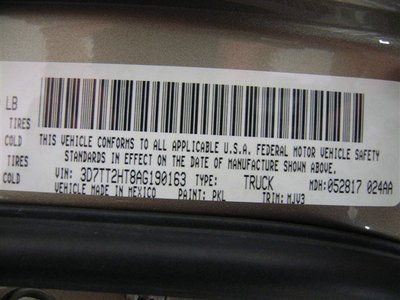 LB
TIRES
COLD
TIRES
COLD
THIS VEHICLE CONFORMS TO ALL APPLICABLE U.S.A. FEDERAL MOTOR VEHICLE SAFETY
STANDARDS IN EFFECT ON THE DATE OF MANUFACTURE SHOWN ABOVE.
VIN: 3D7TT2HT8AG190163 TYPE: TRUCK MDH: 052817 024AA
VEHICLE MADE IN MEXICO PAINT: PKL TRIM: MJV3